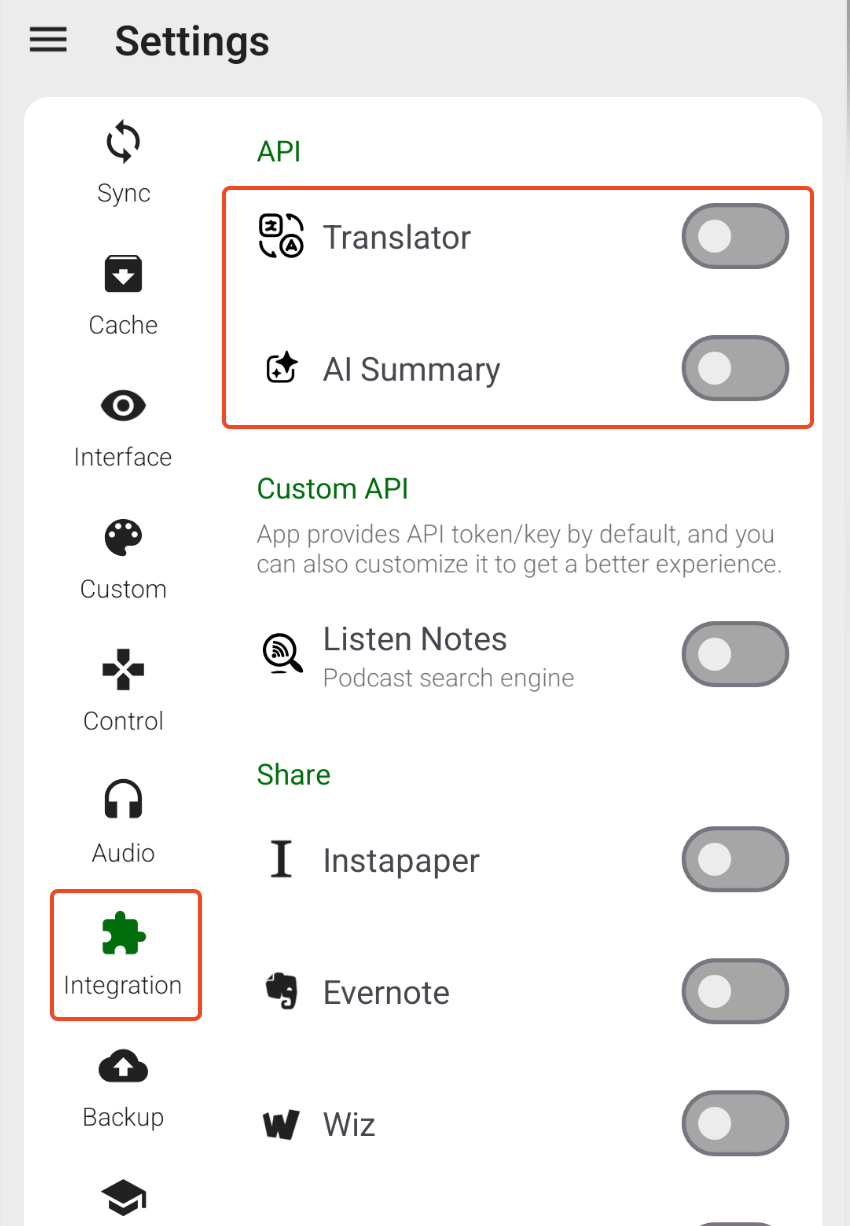 Settings
Sync
Cache
Interface
Custom
Control
Audio
Integration
Backup
API
Translator
AI Summary
Custom API
App provides API token/key by default, and you
can also customize it to get a better experience.
Listen Notes
Podcast search engine
Share
Instapaper
Evernote
Wiz